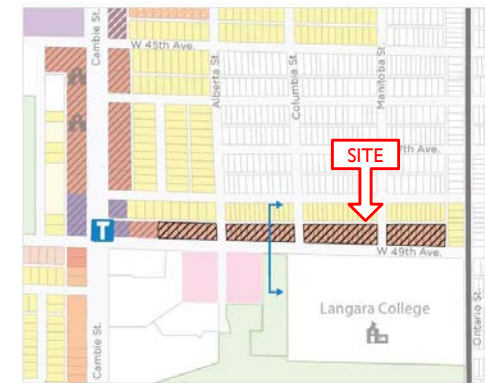 Cambie St.
W 45th Ave.
Alberta St.
Columbia St.
Manitoba St.
SITE
7th Ave.
T
W 49th Ave.
Langara College
Cambie St.
Ontario St.